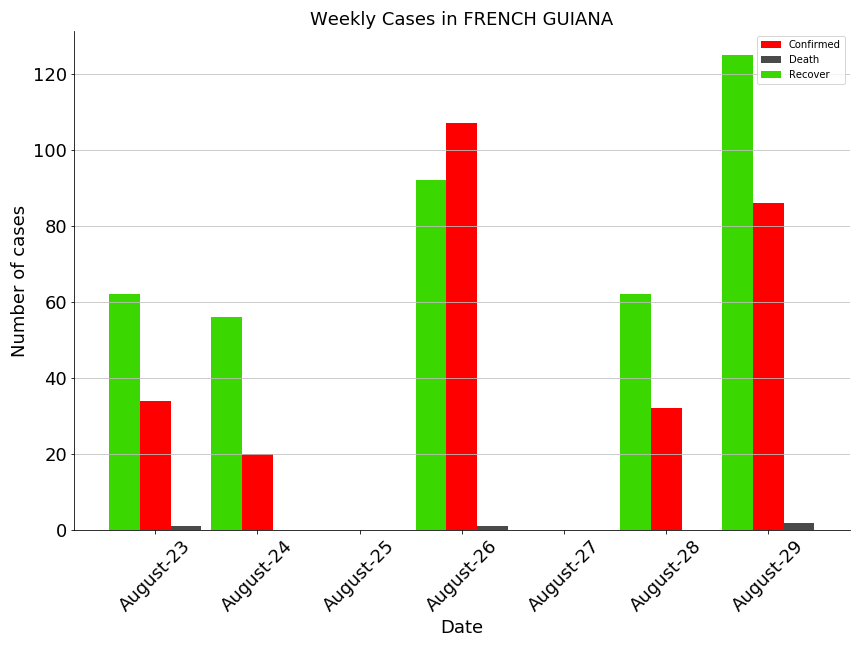 Weekly Cases in FRENCH GUIANA
Confirmed
Death
Recover
Number of cases
120
100
80
60
40
20
0
August-23
August-24
August-25
August-26
August-27
August-28
August-29
Date